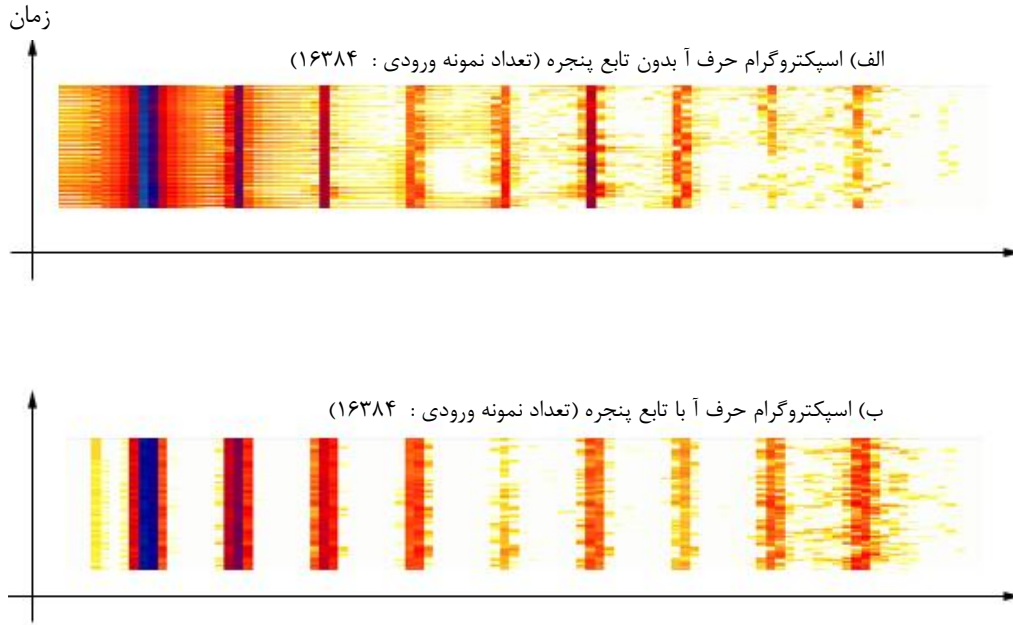 زمان
الف) اسپکتروگرام حرف آ بدون تابع پنجره (تعداد نمونه ورودی : ۱۶۳۸۴)
ب) اسپکتروگرام حرف آ با تابع پنجره (تعداد نمونه ورودی : ۱۶۳۸۴)